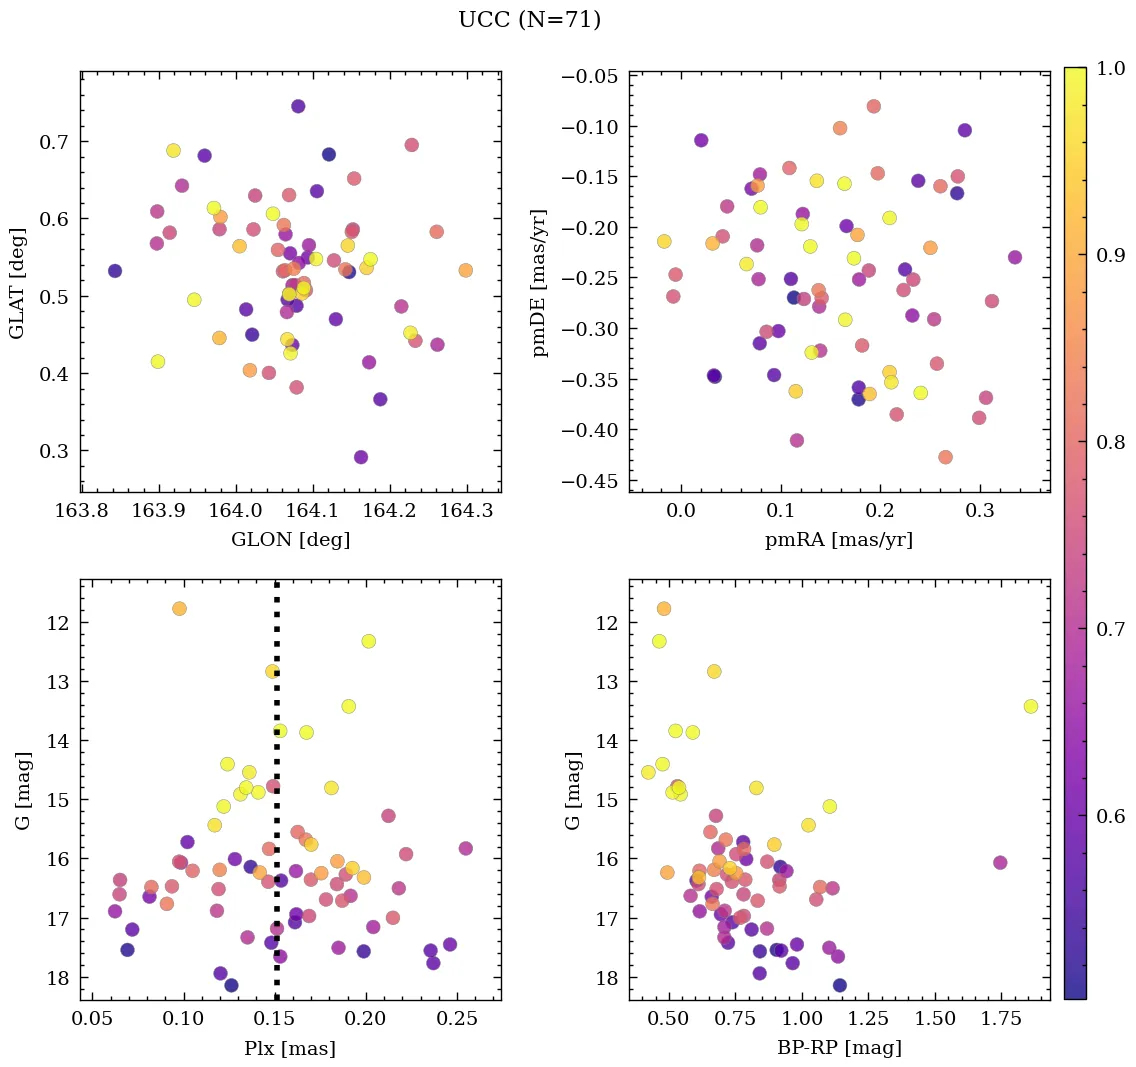 UCC (N=71)
GLAT [deg]
0.7
0.6
0.5
0.4
0.3
163.8 163.9 164.0 164.1 164.2 164.3
GLON [deg]
pmDE [mas/yr]
−0.05
−0.10
−0.15
−0.20
−0.25
−0.30
−0.35
−0.40
−0.45
0.0 0.1 0.2 0.3
pmRA [mas/yr]
1.0
0.9
0.8
0.7
0.6
G [mag]
12
13
14
15
16
17
18
0.05 0.10 0.15 0.20 0.25
Plx [mas]
G [mag]
12
13
14
15
16
17
18
0.50 0.75 1.00 1.25 1.50 1.75
BP-RP [mag]